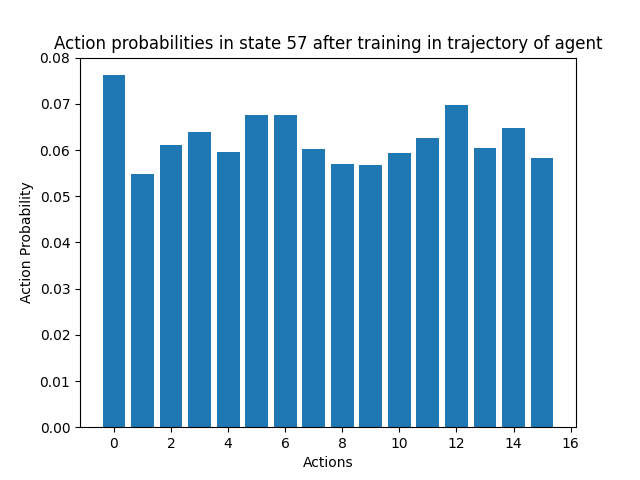 Action probabilities in state 57 after training in trajectory of agent
0.08
0.07
0.06
0.05
0.04
0.03
0.02
0.01
0.00
Action Probability
0 2 4 6 8 10 12 14 16
Actions